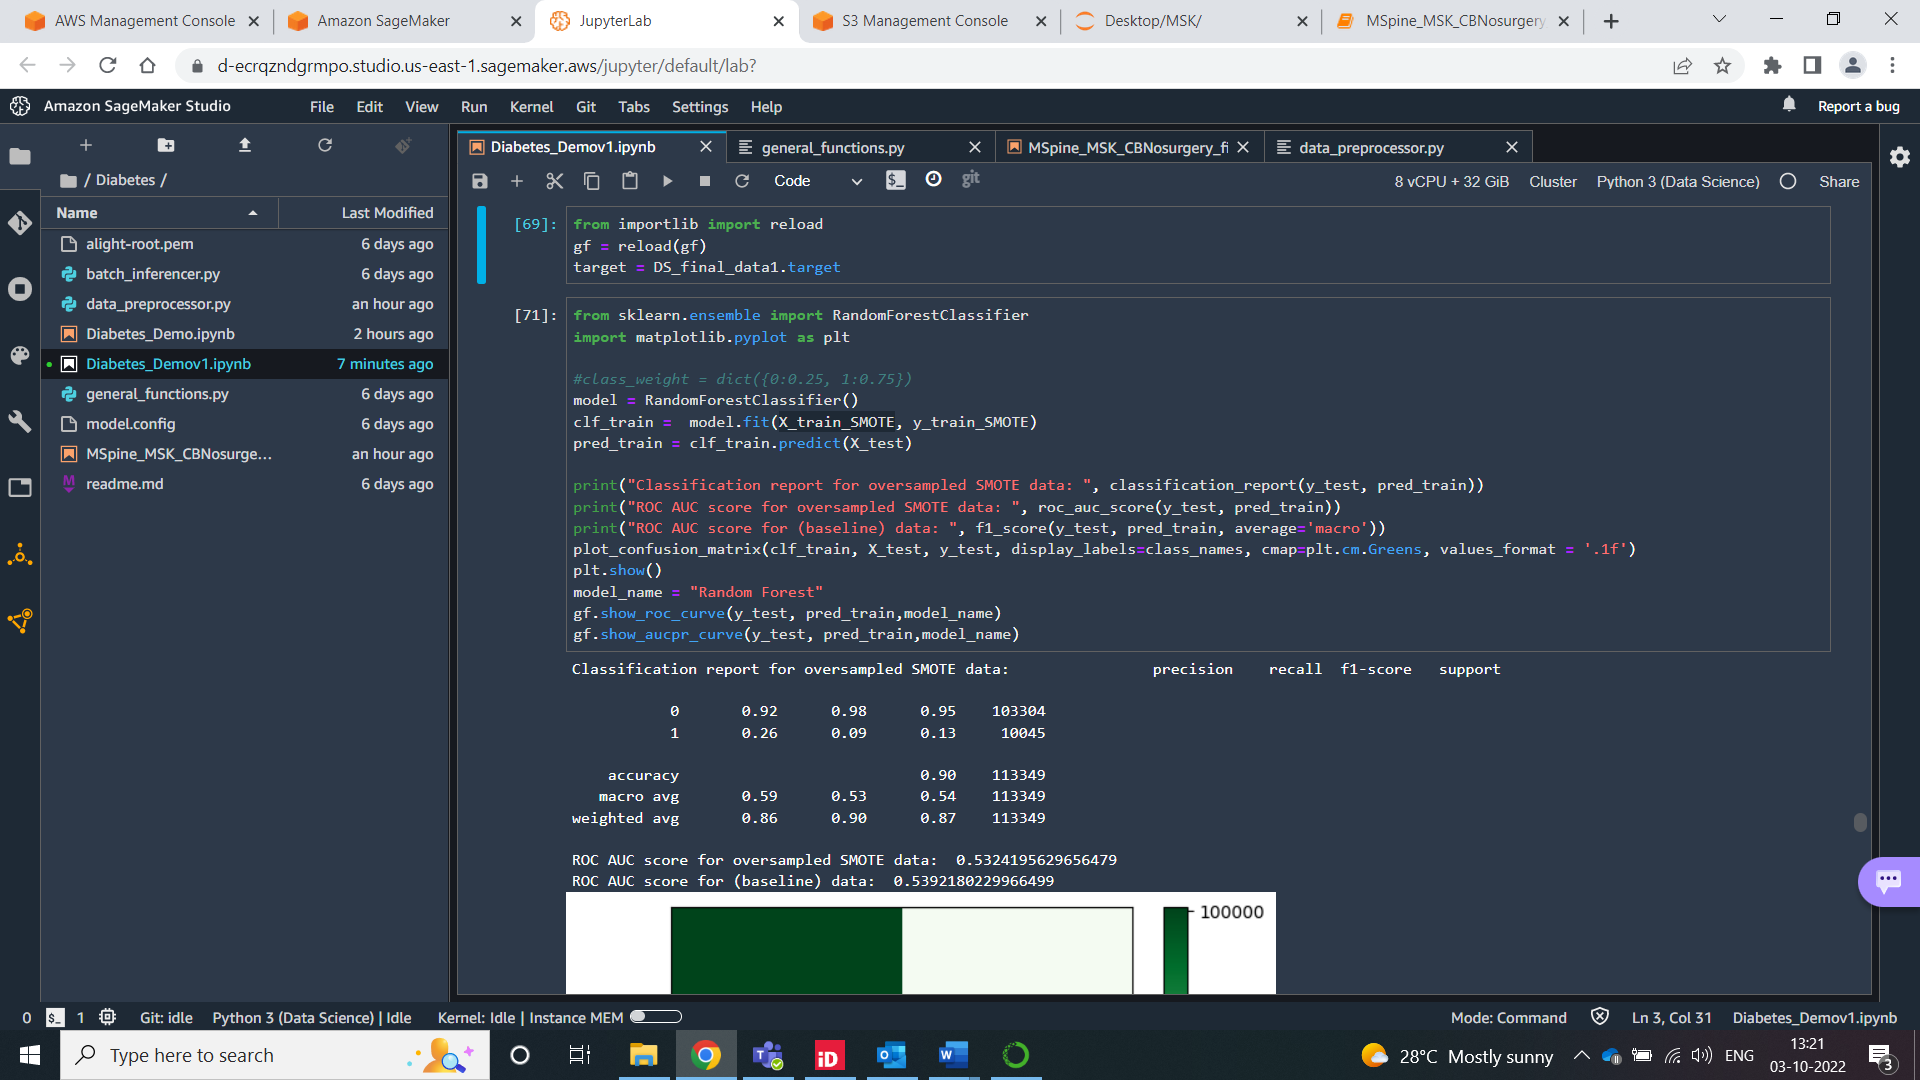 AWS Management Console
Amazon SageMaker
JupyterLab
S3 Management Console
Desktop/MSK/
MSpine_MSK_CBNosurgery
d-ecrqzndgrmpo.studio.us-east-1.sagemaker.aws/jupyter/default/lab?
Amazon SageMaker Studio
File Edit View Run Kernel Git Tabs Settings Help
Report a bug
/ Diabetes /
Name Last Modified
alight-root.pem 6 days ago
batch_inferencer.py 6 days ago
data_preprocessor.py an hour ago
Diabetes_Demo.ipynb 2 hours ago
Diabetes_Demov1.ipynb 7 minutes ago
general_functions.py 6 days ago
model.config 6 days ago
MSpine_MSK_CBNosurge... an hour ago
readme.md 6 days ago
Diabetes_Demov1.ipynb
general_functions.py
MSpine_MSK_CBNosurgery_fi
data_preprocessor.py
Code
git
8 vCPU + 32 GiB Cluster Python 3 (Data Science) Share
[69]:
from importlib import reload
gf = reload(gf)
target = DS_final_data1.target
[71]:
from sklearn.ensemble import RandomForestClassifier
import matplotlib.pyplot as plt
#class_weight = dict({0:0.25, 1:0.75})
model = RandomForestClassifier()
clf_train =  model.fit(X_train_SMOTE, y_train_SMOTE)
pred_train = clf_train.predict(X_test)
print("Classification report for oversampled SMOTE data: ", classification_report(y_test, pred_train))
print("ROC AUC score for oversampled SMOTE data: ", roc_auc_score(y_test, pred_train))
print("ROC AUC score for (baseline) data: ", f1_score(y_test, pred_train, average='macro'))
plot_confusion_matrix(clf_train, X_test, y_test, display_labels=class_names, cmap=plt.cm.Greens, values_format = '.1f')
plt.show()
model_name = "Random Forest"
gf.show_roc_curve(y_test, pred_train,model_name)
gf.show_aucpr_curve(y_test, pred_train,model_name)
Classification report for oversampled SMOTE data: precision recall f1-score support
0 0.92 0.98 0.95 103304
1 0.26 0.09 0.13 10045
accuracy 0.90 113349
macro avg 0.59 0.53 0.54 113349
weighted avg 0.86 0.90 0.87 113349
ROC AUC score for oversampled SMOTE data:  0.5324195629656479
ROC AUC score for (baseline) data:  0.5392180229966499
100000
0 $_ 1 Git: idle Python 3 (Data Science) | Idle Kernel: Idle | Instance MEM
Mode: Command Ln 3, Col 31 Diabetes_Demov1.ipynb
Type here to search
28°C Mostly sunny
ENG
13:21
03-10-2022
3